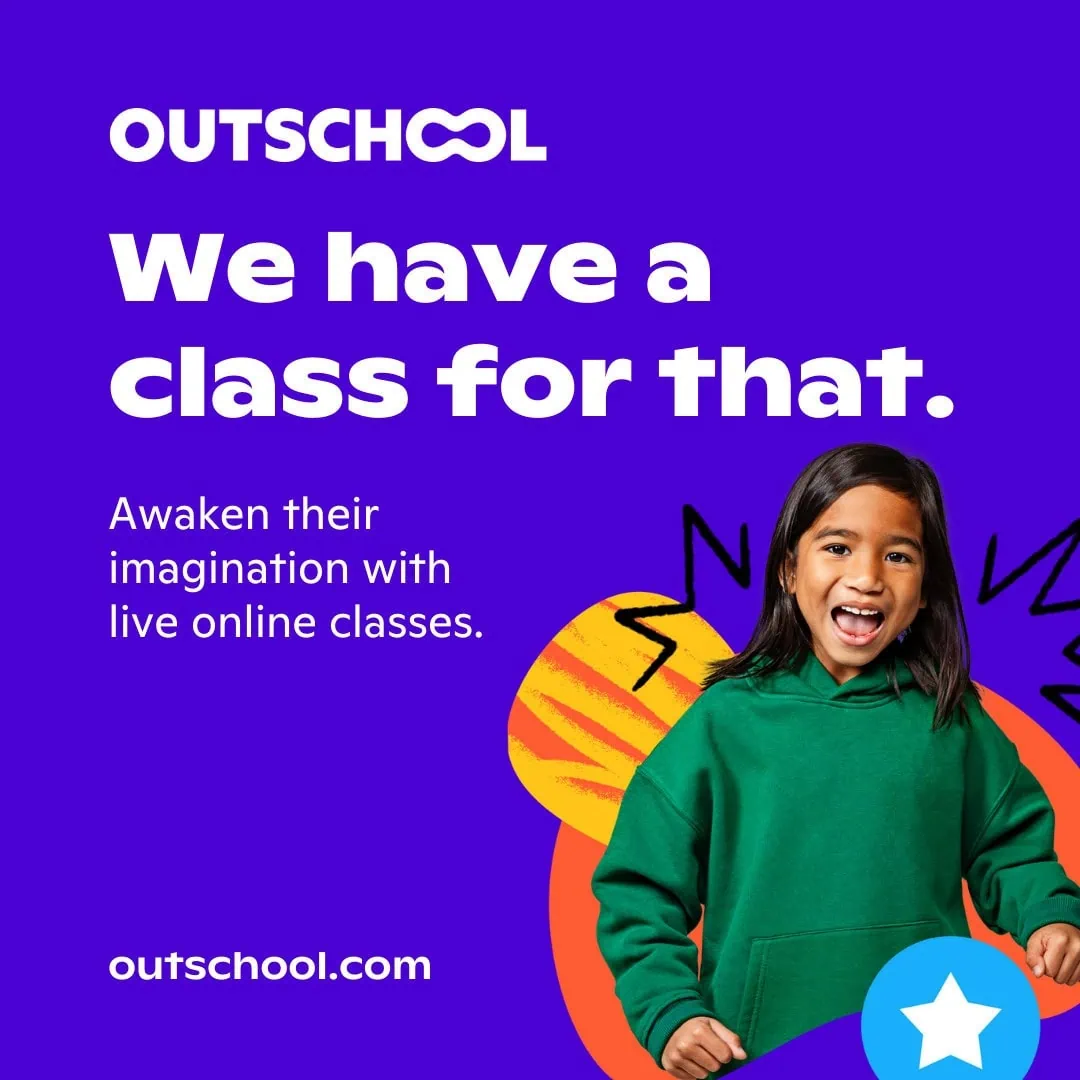 OUTSCHOOL
We have a
class for that.
Awaken their
imagination with
live online classes.
outschool.com